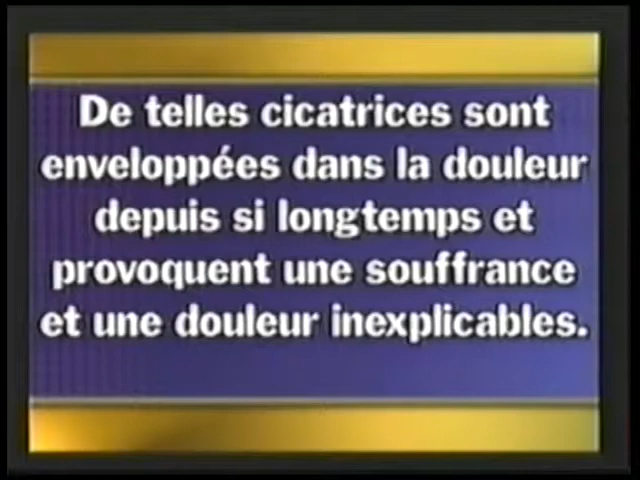 De telles cicatrices sont
enveloppées dans la douleur
depuis si longtemps et
provoquent une souffrance
et une douleur inexplicables.